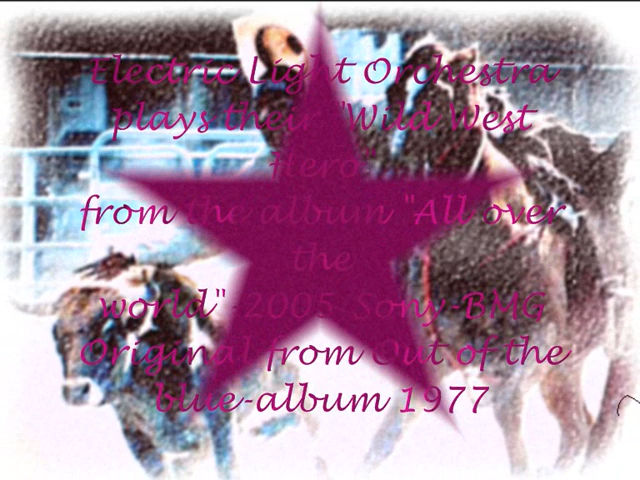 Electric Light Orchestra
plays their "Wild West
Hero"
from the album "All over
the
world"-2005 Sony-BMG
Original from Out of the
blue-album 1977